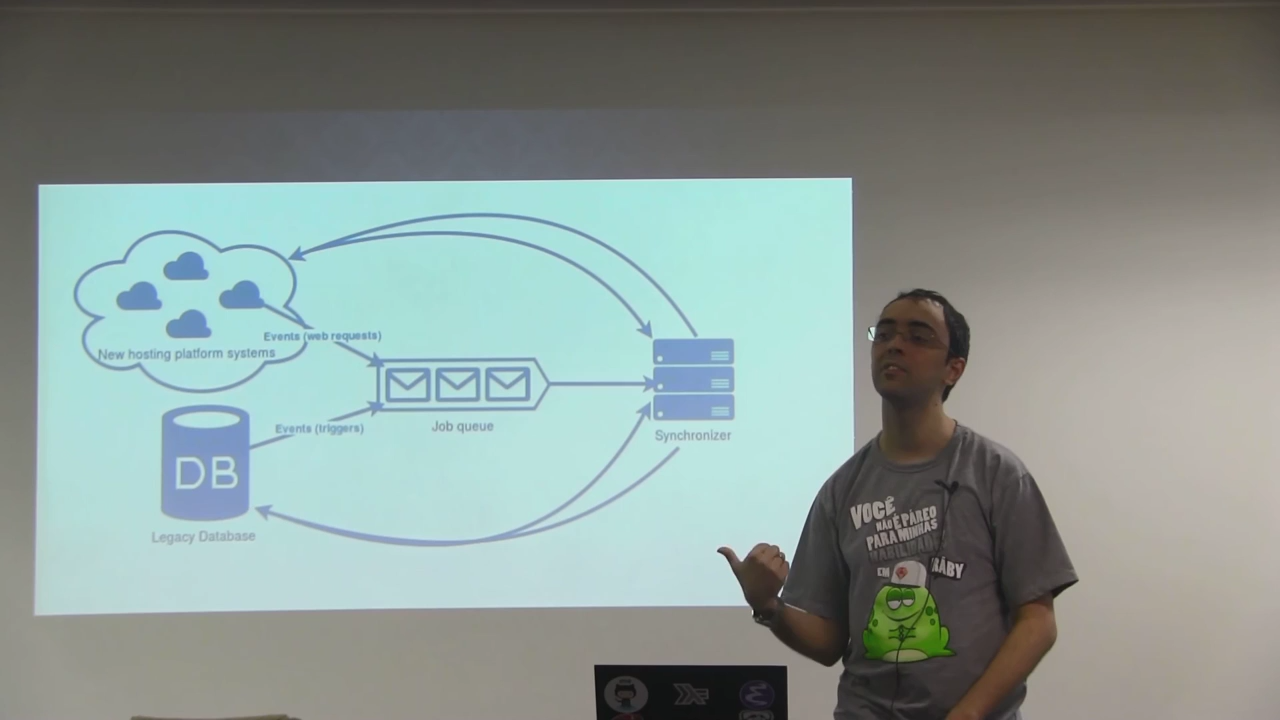 Events (web requests)
New hosting platform systems
Job queue
Events (triggers)
Synchronizer
DB
Legacy Database
VOCÊ
NÃO É PÁREO
PARA MINHAS
HABILIDADES
EM